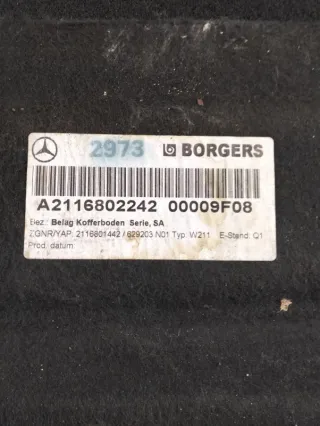 2973 BORGERS
A2116802242 00009F08
Bez.: Belag Kofferboden Serie, SA
ZGNR/YAP: 2116801442 / 629203 N01 Typ: W211 E-Stand: Q1
Prod. datum: